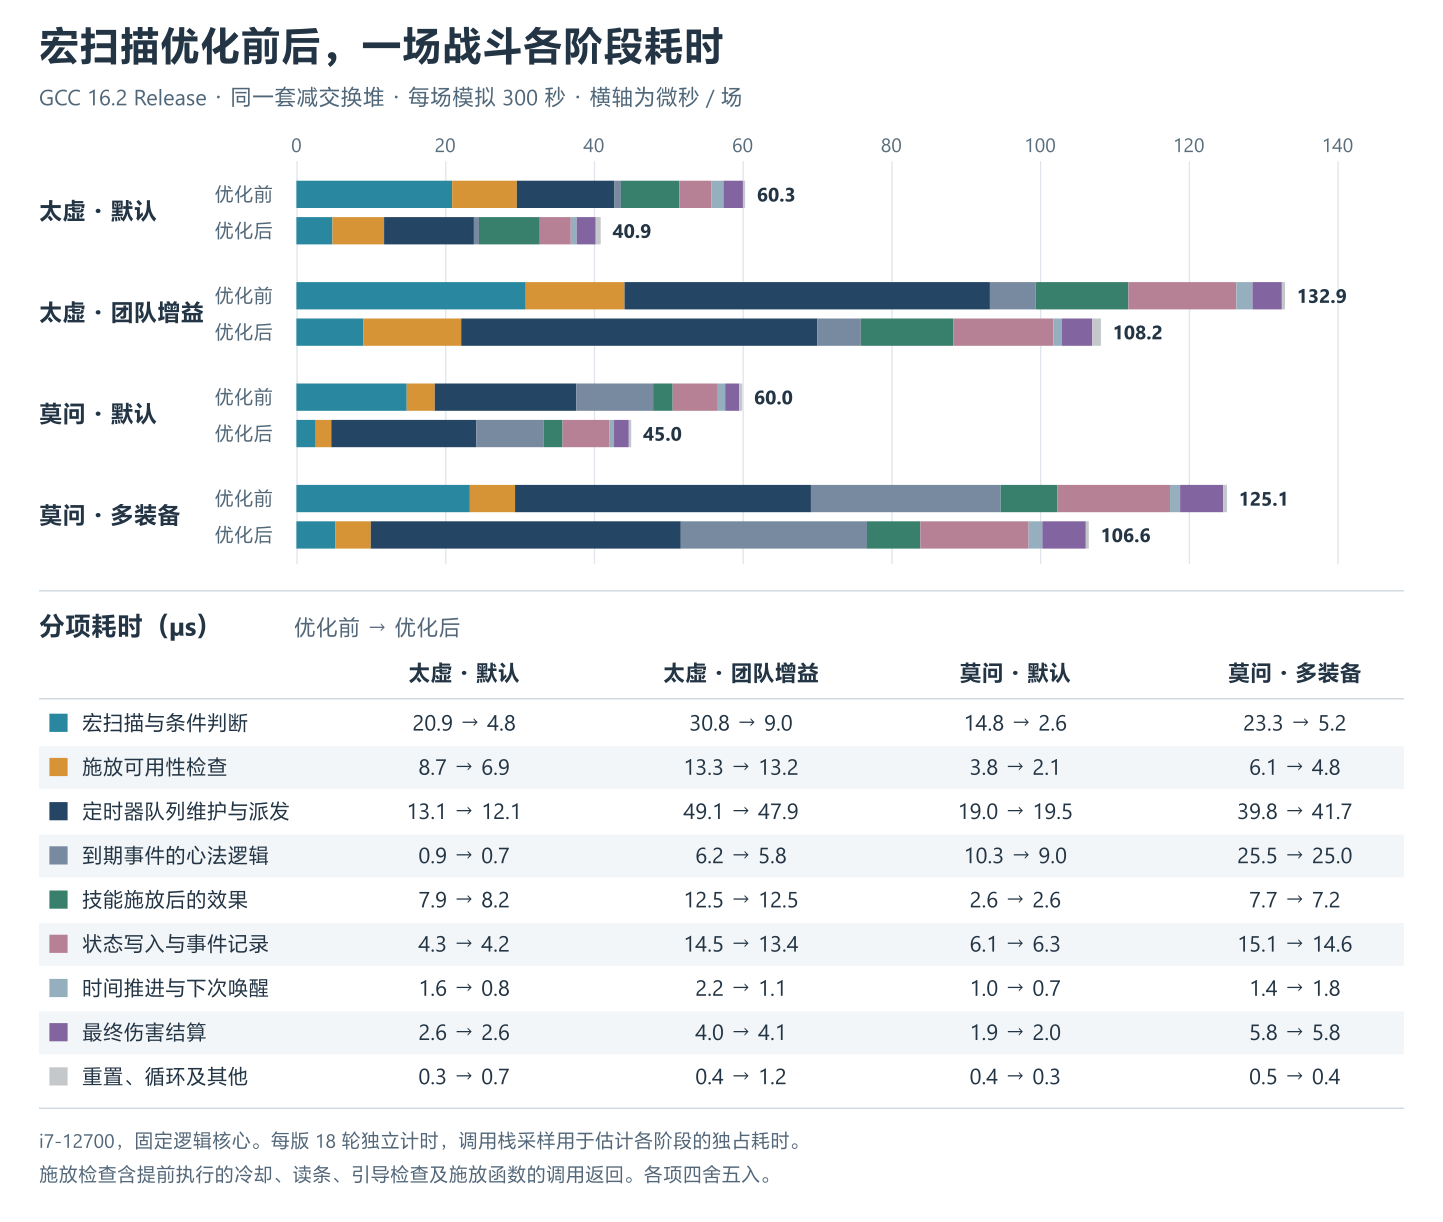 宏扫描优化前后，一场战斗各阶段耗时
GCC 16.2 Release · 同一套减交换堆 · 每场模拟 300 秒 · 横轴为微秒 / 场
0 20 40 60 80 100 120 140
太虚 · 默认
优化前 60.3
优化后 40.9
太虚 · 团队增益
优化前 132.9
优化后 108.2
莫问 · 默认
优化前 60.0
优化后 45.0
莫问 · 多装备
优化前 125.1
优化后 106.6
分项耗时（μs） 优化前 → 优化后
太虚 · 默认 太虚 · 团队增益 莫问 · 默认 莫问 · 多装备
宏扫描与条件判断 20.9 → 4.8 30.8 → 9.0 14.8 → 2.6 23.3 → 5.2
施放可用性检查 8.7 → 6.9 13.3 → 13.2 3.8 → 2.1 6.1 → 4.8
定时器队列维护与派发 13.1 → 12.1 49.1 → 47.9 19.0 → 19.5 39.8 → 41.7
到期事件的心法逻辑 0.9 → 0.7 6.2 → 5.8 10.3 → 9.0 25.5 → 25.0
技能施放后的效果 7.9 → 8.2 12.5 → 12.5 2.6 → 2.6 7.7 → 7.2
状态写入与事件记录 4.3 → 4.2 14.5 → 13.4 6.1 → 6.3 15.1 → 14.6
时间推进与下次唤醒 1.6 → 0.8 2.2 → 1.1 1.0 → 0.7 1.4 → 1.8
最终伤害结算 2.6 → 2.6 4.0 → 4.1 1.9 → 2.0 5.8 → 5.8
重置、循环及其他 0.3 → 0.7 0.4 → 1.2 0.4 → 0.3 0.5 → 0.4
i7-12700，固定逻辑核心。每版 18 轮独立计时，调用栈采样用于估计各阶段的独占耗时。
施放检查含提前执行的冷却、读条、引导检查及施放函数的调用返回。各项四舍五入。